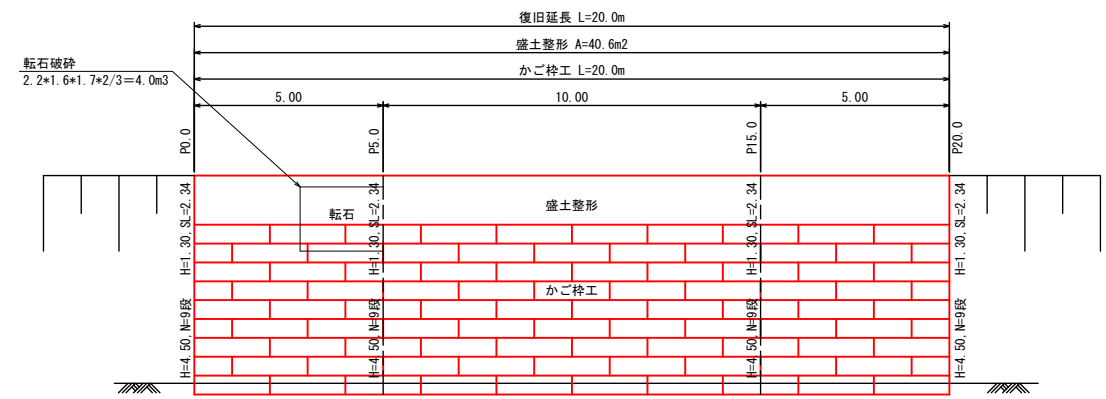 復旧延長 L=20.0m
盛土整形 A=40.6m2
転石破砕
2.2*1.6*1.7*2/3=4.0m3
かご枠工 L=20.0m
5.00
10.00
5.00
P0.0
P5.0
P15.0
P20.0
H=1.30, SL=2.34
H=1.30, SL=2.34
H=1.30, SL=2.34
H=1.30, SL=2.34
転石
盛土整形
かご枠工
H=4.50, N=9段
H=4.50, N=9段
H=4.50, N=9段
H=4.50, N=9段